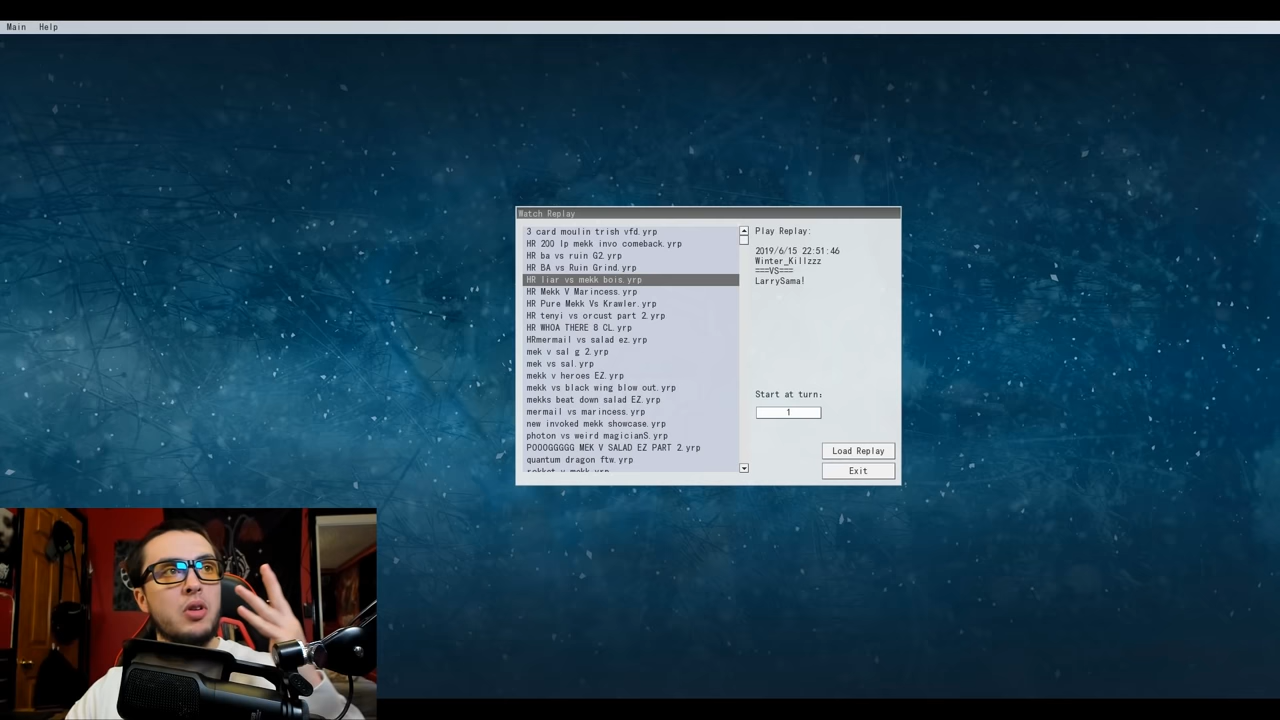 Main Help
Watch Replay
3 card moulin trish vfd.yrp
HR 200 lp mekk invo comeback.yrp
HR ba vs ruin G2.yrp
HR BA vs Ruin Grind.yrp
HR liar vs mekk bois.yrp
HR Mekk V Marincess.yrp
HR Pure Mekk Vs Krawler.yrp
HR tenyi vs orcust part 2.yrp
HR WHOA THERE 8 CL.yrp
HRmermail vs salad ez.yrp
mek v sal g 2.yrp
mek vs sal.yrp
mekk v heroes EZ.yrp
mekk vs black wing blow out.yrp
mekks beat down salad EZ.yrp
mermail vs marincess.yrp
new invoked mekk showcase.yrp
photon vs weird magicianS.yrp
POOOGGGGG MEK V SALAD EZ PART 2.yrp
quantum dragon ftw.yrp
Play Replay:
2019/6/15 22:51:46
Winter_Killzzz
===VS===
LarrySama!
Start at turn:
1
Load Replay
Exit